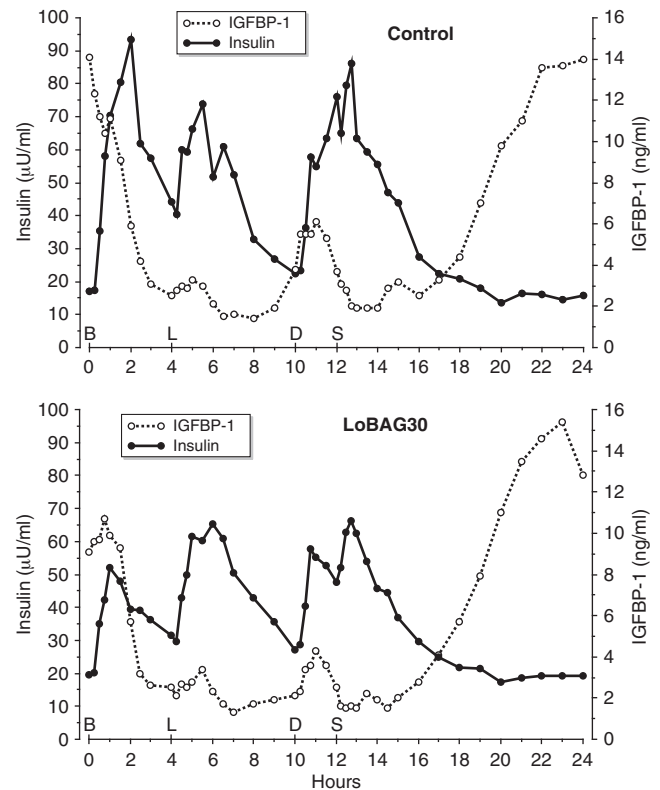 IGFBP-1
Insulin
Control
Insulin (μU/ml)
100
90
80
70
60
50
40
30
20
10
0
IGFBP-1 (ng/ml)
16
14
12
10
8
6
4
2
0
B L D S
0 2 4 6 8 10 12 14 16 18 20 22 24
IGFBP-1
Insulin
LoBAG30
Insulin (μU/ml)
100
90
80
70
60
50
40
30
20
10
0
IGFBP-1 (ng/ml)
16
14
12
10
8
6
4
2
0
B L D S
0 2 4 6 8 10 12 14 16 18 20 22 24
Hours